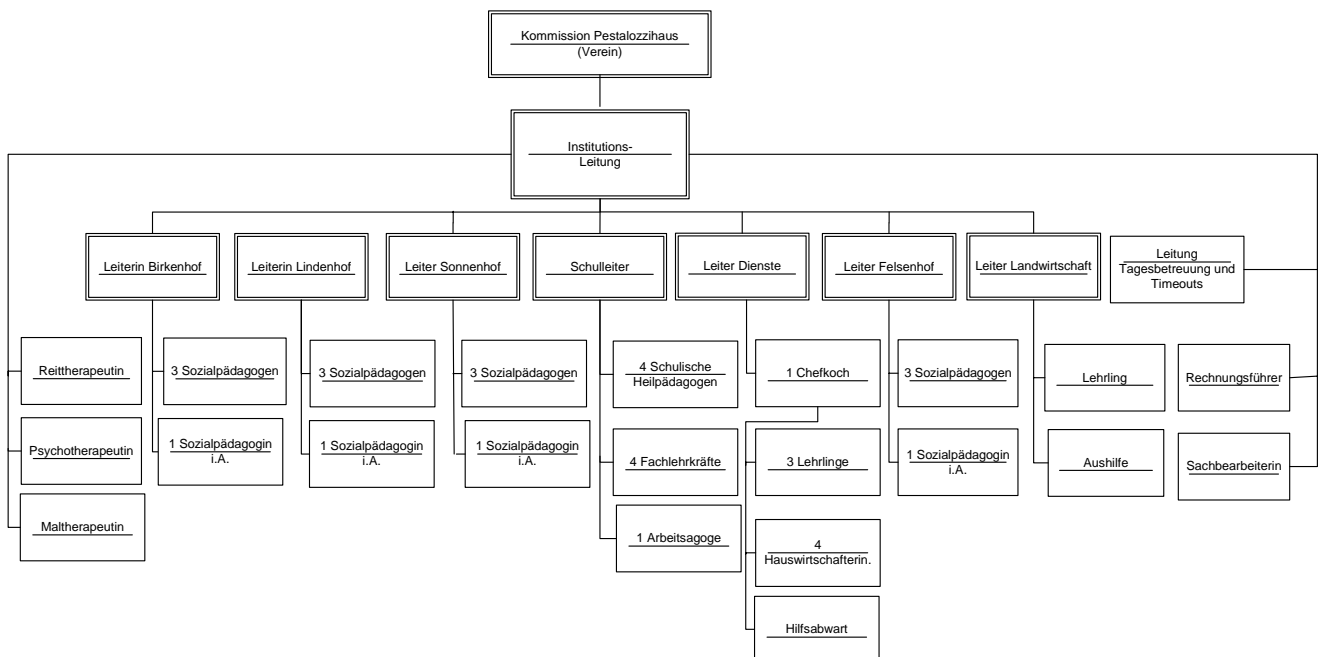 Kommission Pestalozzihaus
(Verein)
Institutions-
Leitung
Leiterin Birkenhof
Leiterin Lindenhof
Leiter Sonnenhof
Schulleiter
Leiter Dienste
Leiter Felsenhof
Leiter Landwirtschaft
Leitung
Tagesbetreuung und
Timeouts
Reittherapeutin
3 Sozialpädagogen
3 Sozialpädagogen
3 Sozialpädagogen
4 Schulische
Heilpädagogen
1 Chefkoch
3 Sozialpädagogen
Lehrling
Rechnungsführer
Psychotherapeutin
1 Sozialpädagogin
i.A.
1 Sozialpädagogin
i.A.
1 Sozialpädagogin
i.A.
4 Fachlehrkräfte
3 Lehrlinge
1 Sozialpädagogin
i.A.
Aushilfe
Sachbearbeiterin
Maltherapeutin
1 Arbeitsagoge
4
Hauswirtschafterin.
Hilfsabwart